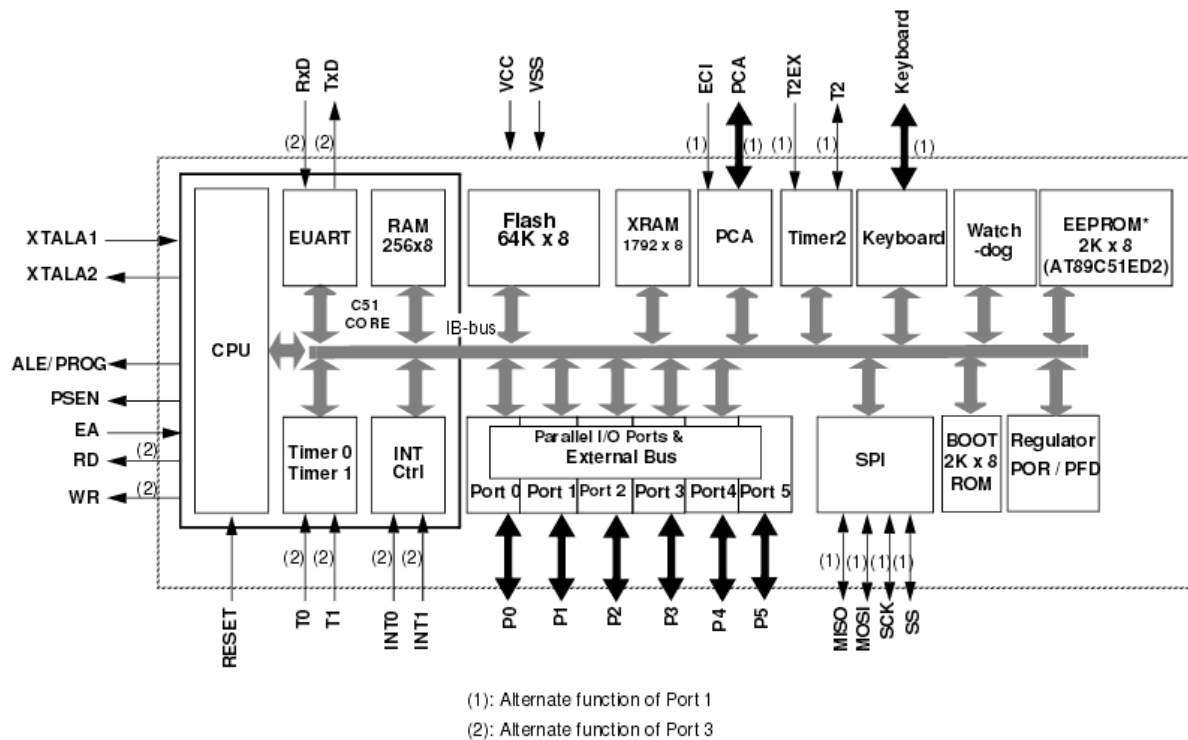 RxD
TxD
VCC
VSS
ECI
PCA
T2EX
T2
Keyboard
(2)
(2)
(1)
(1)
(1)
(1)
(1)
XTALA1
XTALA2
ALE/ PROG
PSEN
EA
RD
(2)
WR
(2)
CPU
EUART
RAM
256x8
C51
CORE
IB-bus
Timer 0
Timer 1
INT
Ctrl
Flash
64K x 8
XRAM
1792 x 8
PCA
Timer2
Keyboard
Watch
-dog
EEPROM*
2K x 8
(AT89C51ED2)
Parallel I/O Ports &
External Bus
Port 0
Port 1
Port 2
Port 3
Port4
Port 5
SPI
BOOT
2K x 8
ROM
Regulator
POR / PFD
(2)
(2)
(2)
(2)
(1)
(1)
(1)
(1)
RESET
T0
T1
INT0
INT1
P0
P1
P2
P3
P4
P5
MISO
MOSI
SCK
SS
(1): Alternate function of Port 1
(2): Alternate function of Port 3